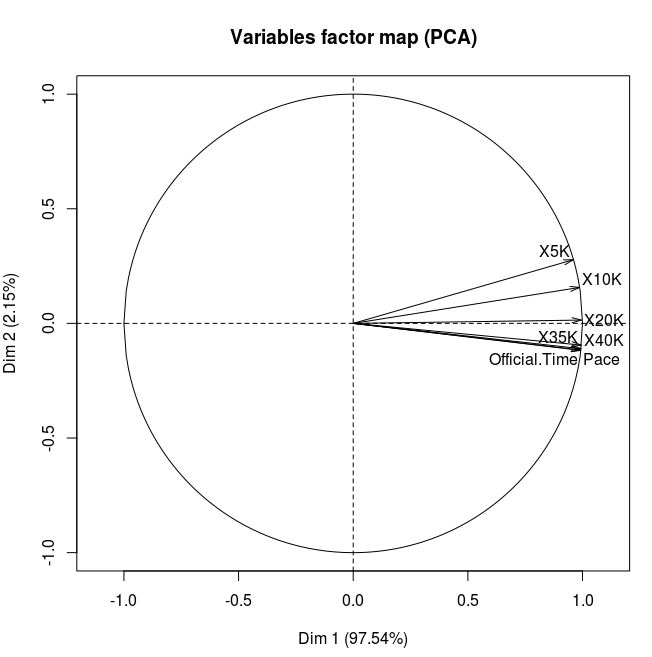 Variables factor map (PCA)
1.0
0.5
0.0
-0.5
-1.0
Dim 2 (2.15%)
X5K
X10K
X20K
X35K
X40K
Official.Time
Pace
-1.0
-0.5
0.0
0.5
1.0
Dim 1 (97.54%)